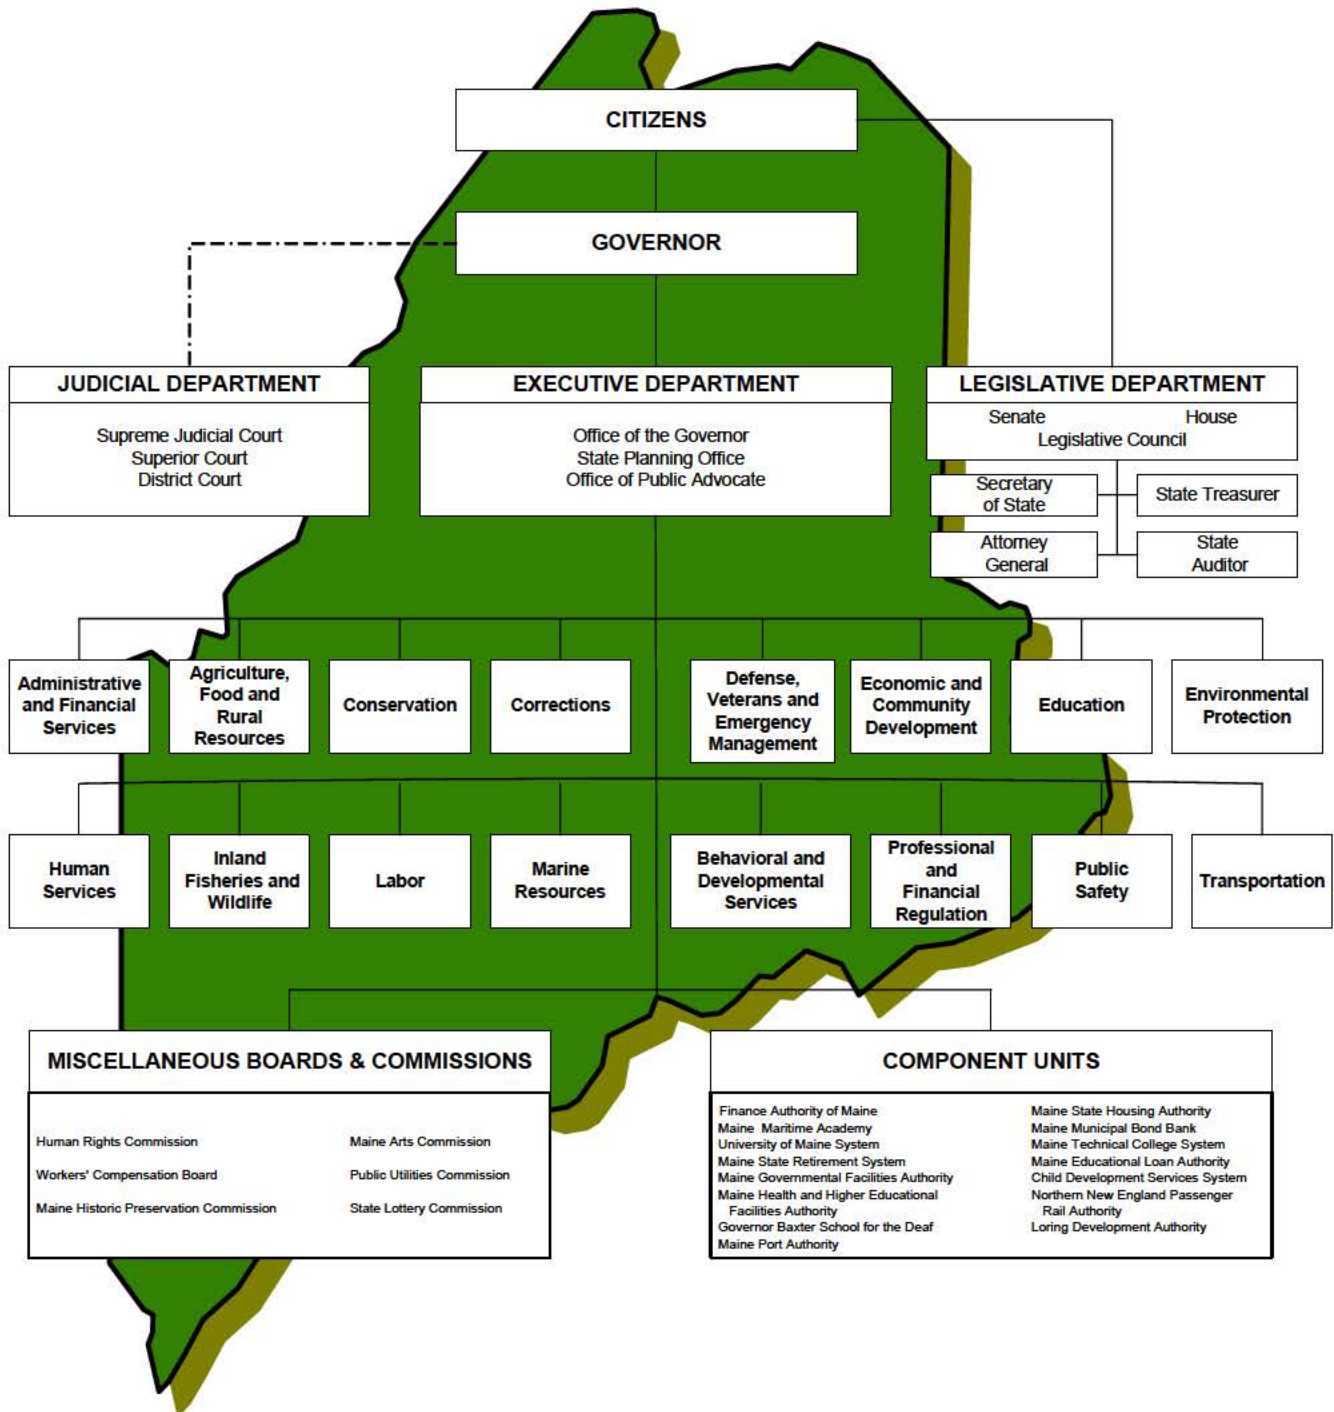 CITIZENS
GOVERNOR
JUDICIAL DEPARTMENT
Supreme Judicial Court
Superior Court
District Court
EXECUTIVE DEPARTMENT
Office of the Governor
State Planning Office
Office of Public Advocate
LEGISLATIVE DEPARTMENT
Senate House
Legislative Council
Secretary
of State
State Treasurer
Attorney
General
State
Auditor
Administrative
and Financial
Services
Agriculture,
Food and
Rural
Resources
Conservation
Corrections
Defense,
Veterans and
Emergency
Management
Economic and
Community
Development
Education
Environmental
Protection
Human
Services
Inland
Fisheries and
Wildlife
Labor
Marine
Resources
Behavioral and
Developmental
Services
Professional
and
Financial
Regulation
Public
Safety
Transportation
MISCELLANEOUS BOARDS & COMMISSIONS
Human Rights Commission
Workers' Compensation Board
Maine Historic Preservation Commission
Maine Arts Commission
Public Utilities Commission
State Lottery Commission
COMPONENT UNITS
Finance Authority of Maine
Maine Maritime Academy
University of Maine System
Maine State Retirement System
Maine Governmental Facilities Authority
Maine Health and Higher Educational
Facilities Authority
Governor Baxter School for the Deaf
Maine Port Authority
Maine State Housing Authority
Maine Municipal Bond Bank
Maine Technical College System
Maine Educational Loan Authority
Child Development Services System
Northern New England Passenger
Rail Authority
Loring Development Authority